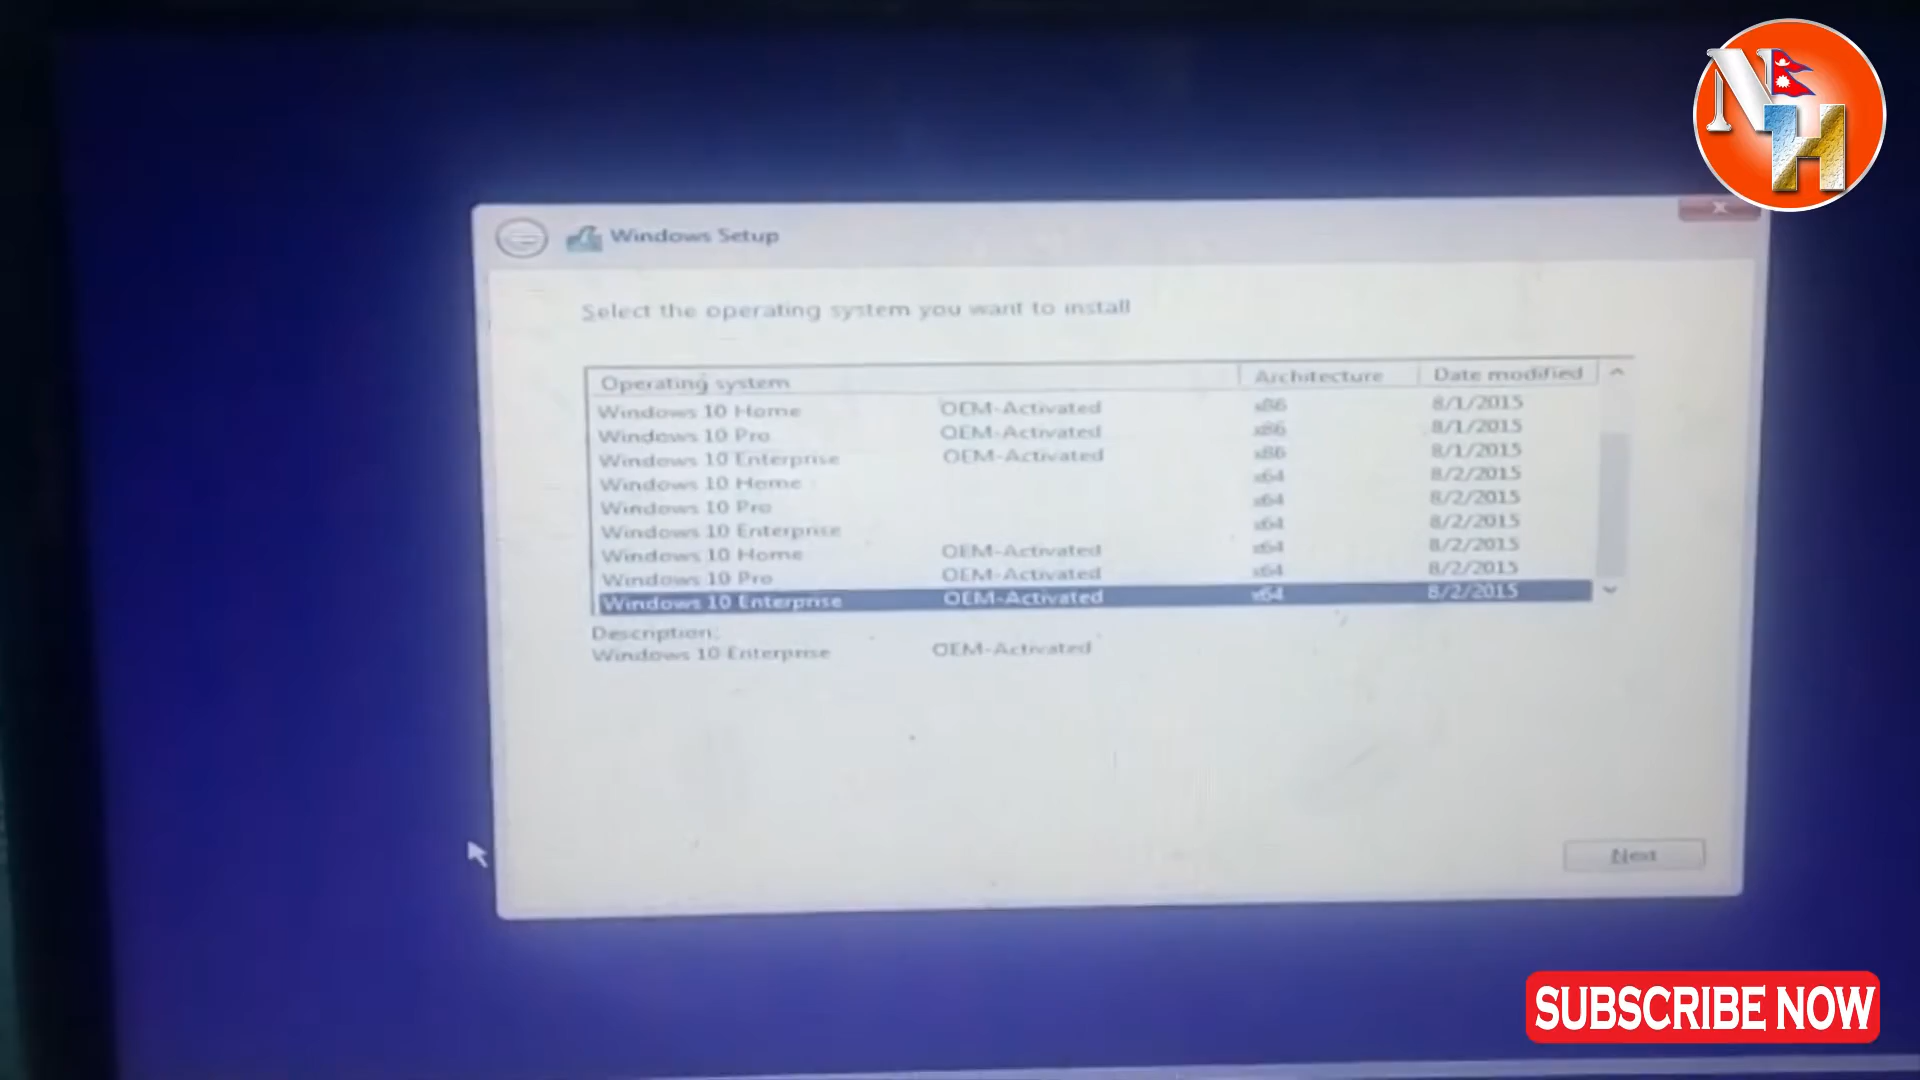 NH
Windows Setup
Select the operating system you want to install
Operating system Architecture Date modified
Windows 10 Home OEM-Activated x86 8/1/2015
Windows 10 Pro OEM-Activated x86 8/1/2015
Windows 10 Enterprise OEM-Activated x86 8/1/2015
Windows 10 Home x64 8/2/2015
Windows 10 Pro x64 8/2/2015
Windows 10 Enterprise x64 8/2/2015
Windows 10 Home OEM-Activated x64 8/2/2015
Windows 10 Pro OEM-Activated x64 8/2/2015
Windows 10 Enterprise OEM-Activated x64 8/2/2015
Description:
Windows 10 Enterprise OEM-Activated
Next
SUBSCRIBE NOW